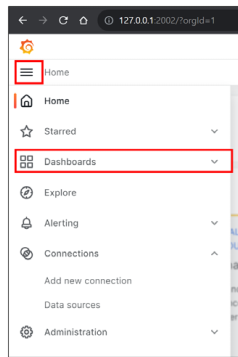 127.0.0.1:2002/?orgId=1
Home
Home
Starred
Dashboards
Explore
Alerting
Connections
Add new connection
Data sources
Administration